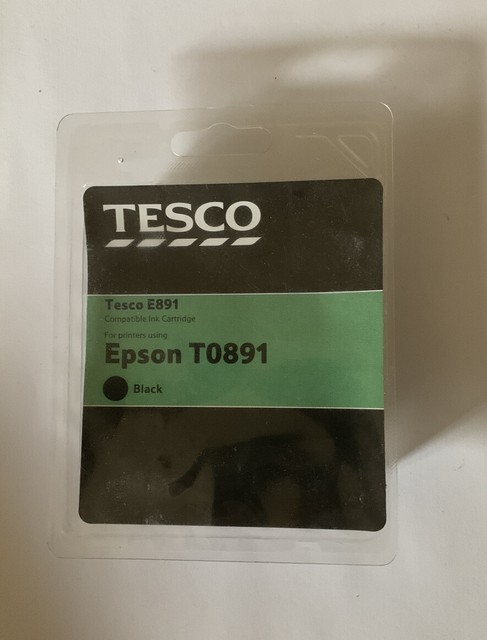 TESCO
Tesco E891
Compatible Ink Cartridge
For printers using
Epson T0891
Black